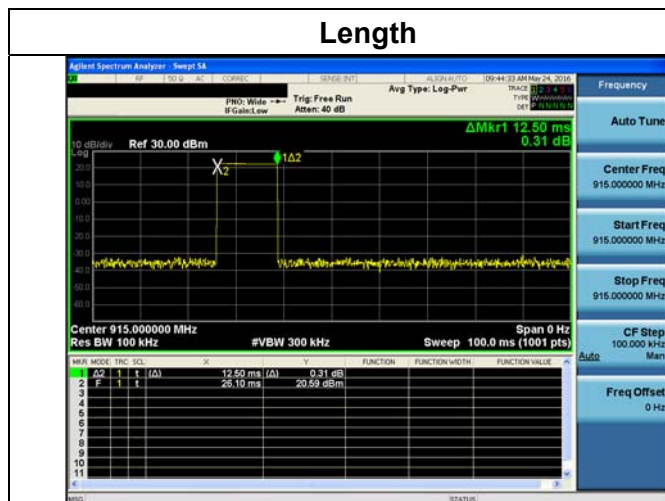 Length
Agilent Spectrum Analyzer - Swept SA
RF 50 Ω AC CORREC SENSE:INT ALIGN AUTO 09:44:33 AM May 24, 2016
Frequency
PNO: Wide Trig: Free Run Avg Type: Log-Pwr TRACE 1 2 3 4 5 6
IFGain:Low Atten: 40 dB TYPE
DET P N N N N N
Auto Tune
ΔMkr1 12.50 ms
10 dB/div Ref 30.00 dBm 0.31 dB
Log
20.0
10.0
0.00
-10.0
-20.0
-30.0
-40.0
-50.0
-60.0
X2 1Δ2
Center Freq
915.000000 MHz
Start Freq
915.000000 MHz
Stop Freq
915.000000 MHz
Center 915.000000 MHz Span 0 Hz
Res BW 100 kHz #VBW 300 kHz Sweep 100.0 ms (1001 pts)
CF Step
100.000 kHz
Auto Man
MKR MODE TRC SCL X Y FUNCTION FUNCTION WIDTH FUNCTION VALUE
1 Δ2 1 t (Δ) 12.50 ms (Δ) 0.31 dB
2 F 1 t 26.10 ms 20.59 dBm
3
4
5
6
7
8
9
10
11
Freq Offset
0 Hz
MSG STATUS